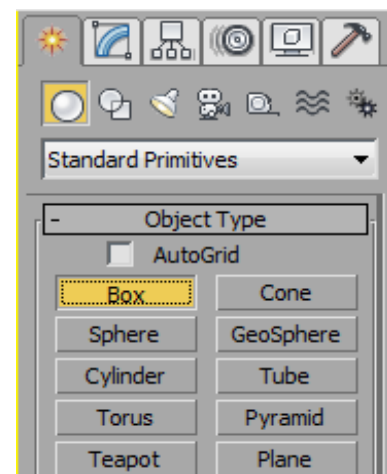 Standard Primitives
- Object Type
AutoGrid
Box Cone
Sphere GeoSphere
Cylinder Tube
Torus Pyramid
Teapot Plane